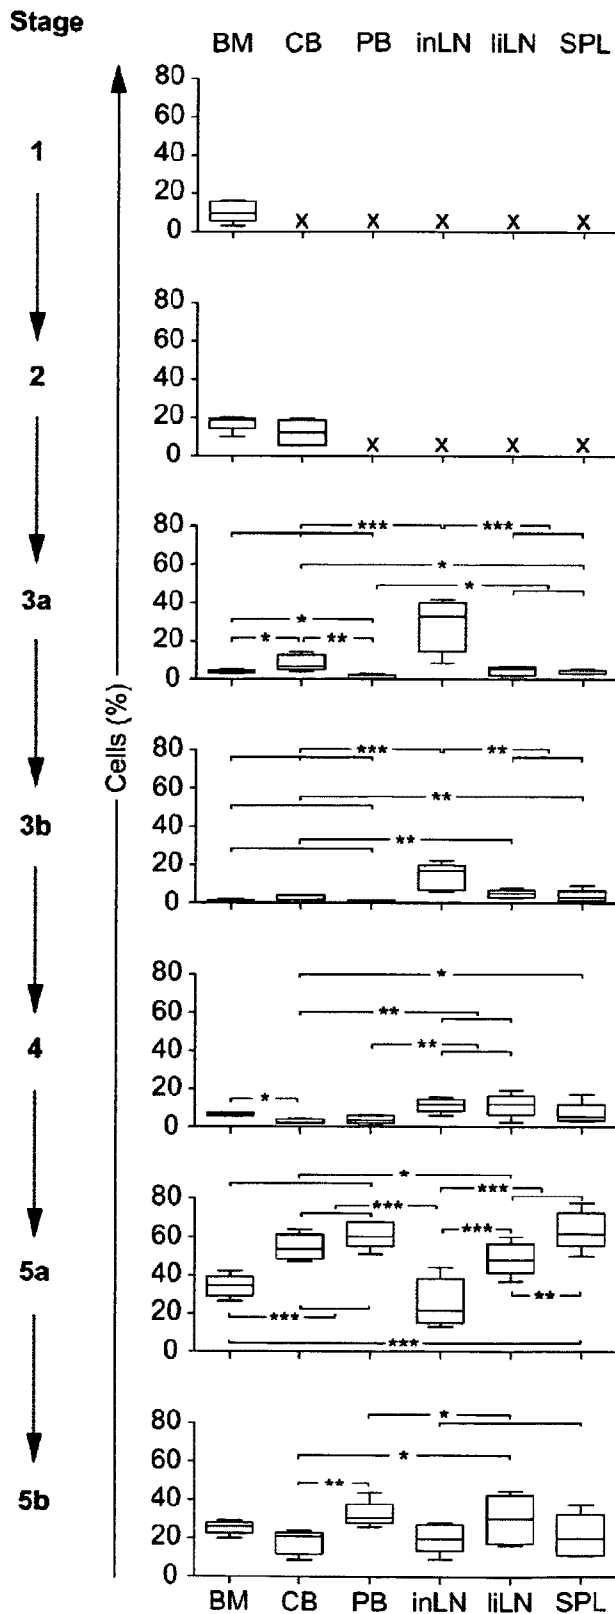 Stage
BM CB PB inLN liLN SPL
80
60
40
1
20
0 X X X X X
80
60
2
40
20
0 X X X X
80 *** ***
60 *
3a
40 *
* 
20 * **
0
Cells (%)
80 *** **
60 **
3b
40 **
20
0
80 *
60 **
4
40 **
20 *
0
80 * ***
60 *** ***
5a
40
20 *** **
0 ***
80 *
60 *
5b
40 **
20
0
BM CB PB inLN liLN SPL